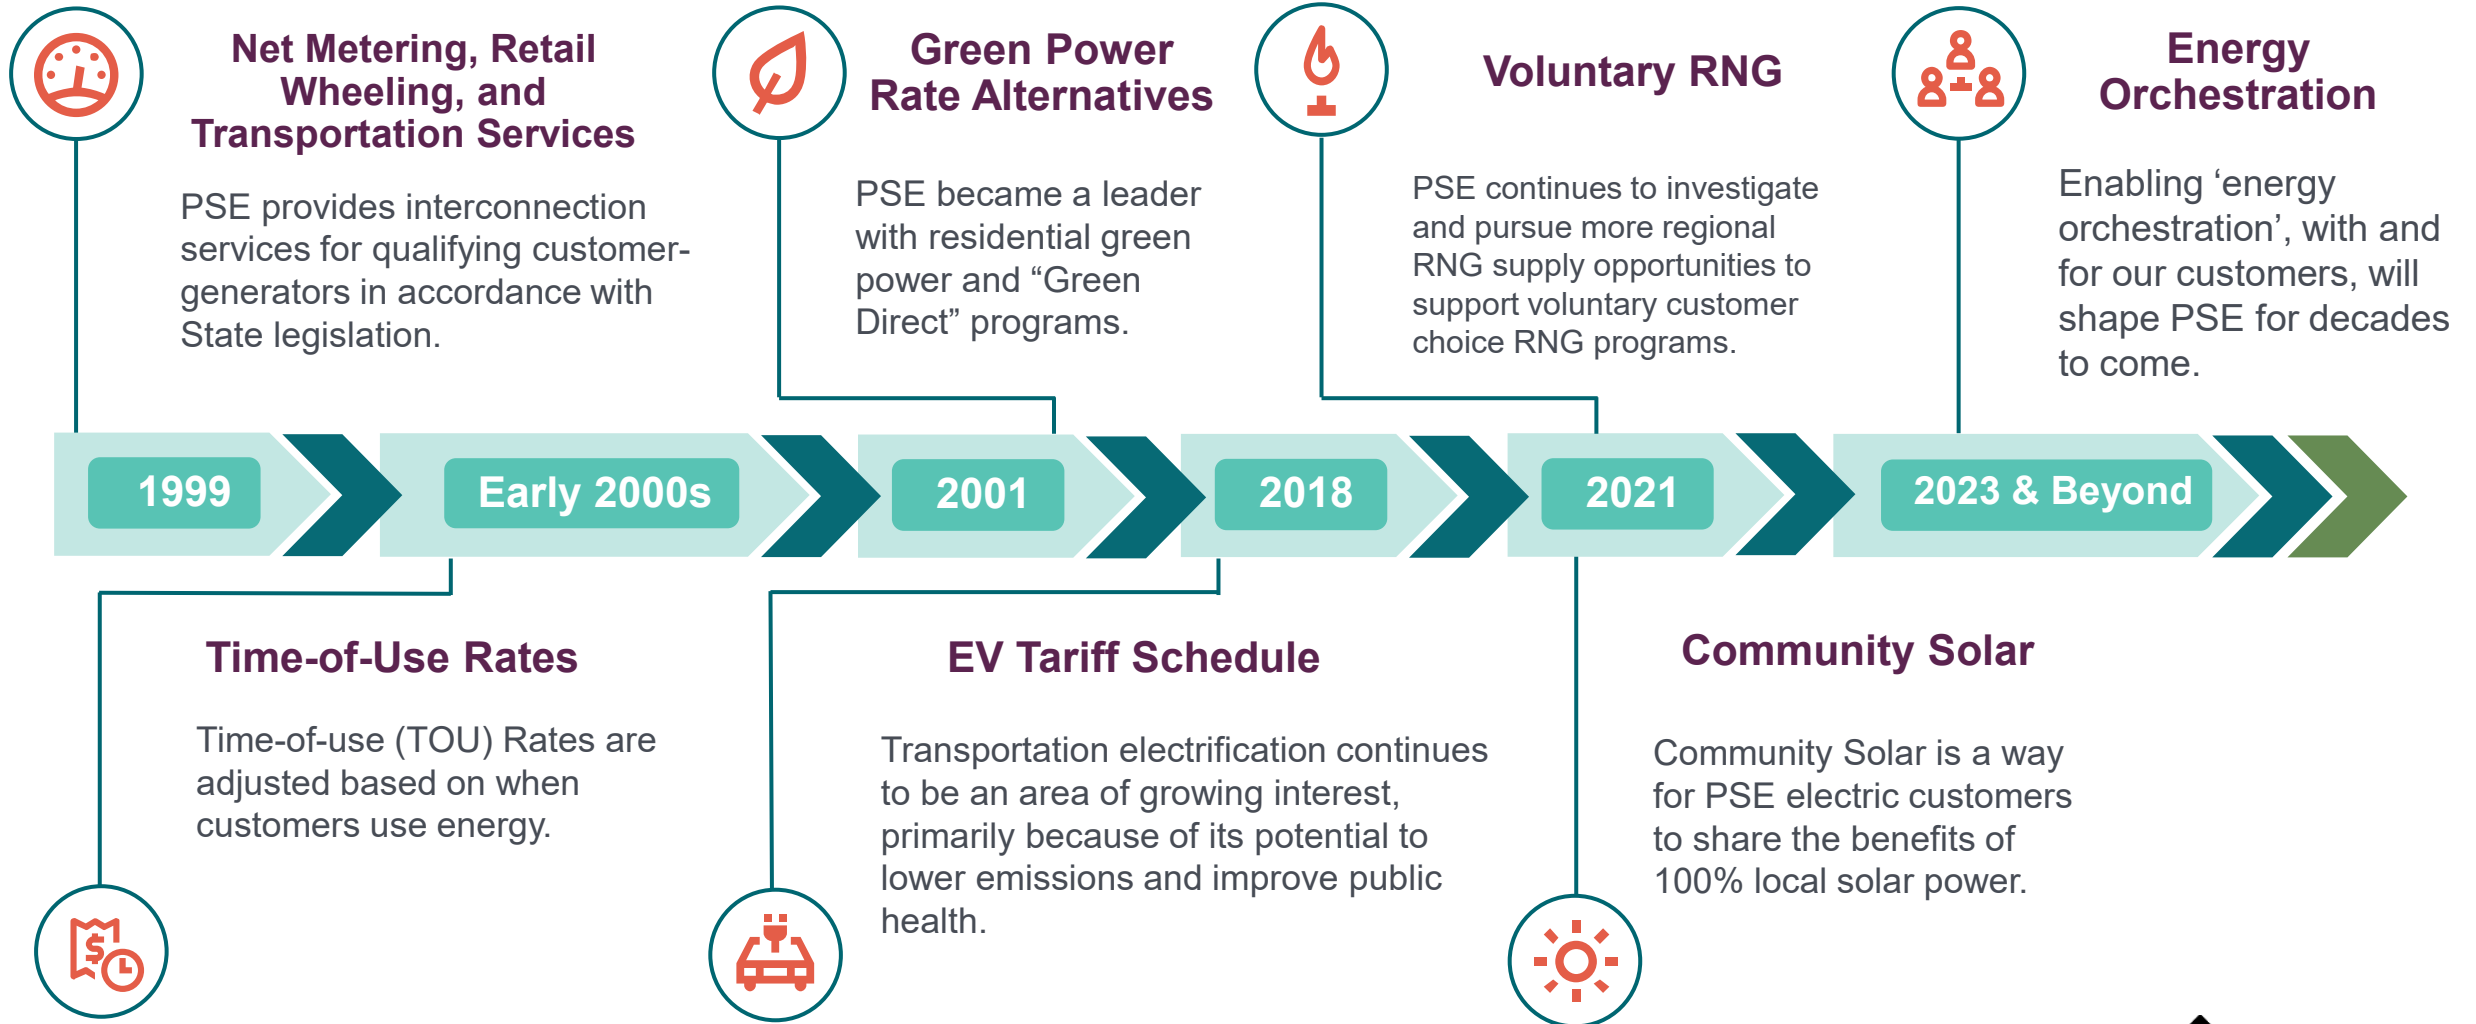 Net Metering, Retail
Wheeling, and
Transportation Services
PSE provides interconnection
services for qualifying customer-
generators in accordance with
State legislation.
Green Power
Rate Alternatives
PSE became a leader
with residential green
power and “Green
Direct” programs.
Voluntary RNG
PSE continues to investigate
and pursue more regional
RNG supply opportunities to
support voluntary customer
choice RNG programs.
Energy
Orchestration
Enabling ‘energy
orchestration’, with and
for our customers, will
shape PSE for decades
to come.
1999
Early 2000s
2001
2018
2021
2023 & Beyond
Time-of-Use Rates
Time-of-use (TOU) Rates are
adjusted based on when
customers use energy.
$
EV Tariff Schedule
Transportation electrification continues
to be an area of growing interest,
primarily because of its potential to
lower emissions and improve public
health.
Community Solar
Community Solar is a way
for PSE electric customers
to share the benefits of
100% local solar power.